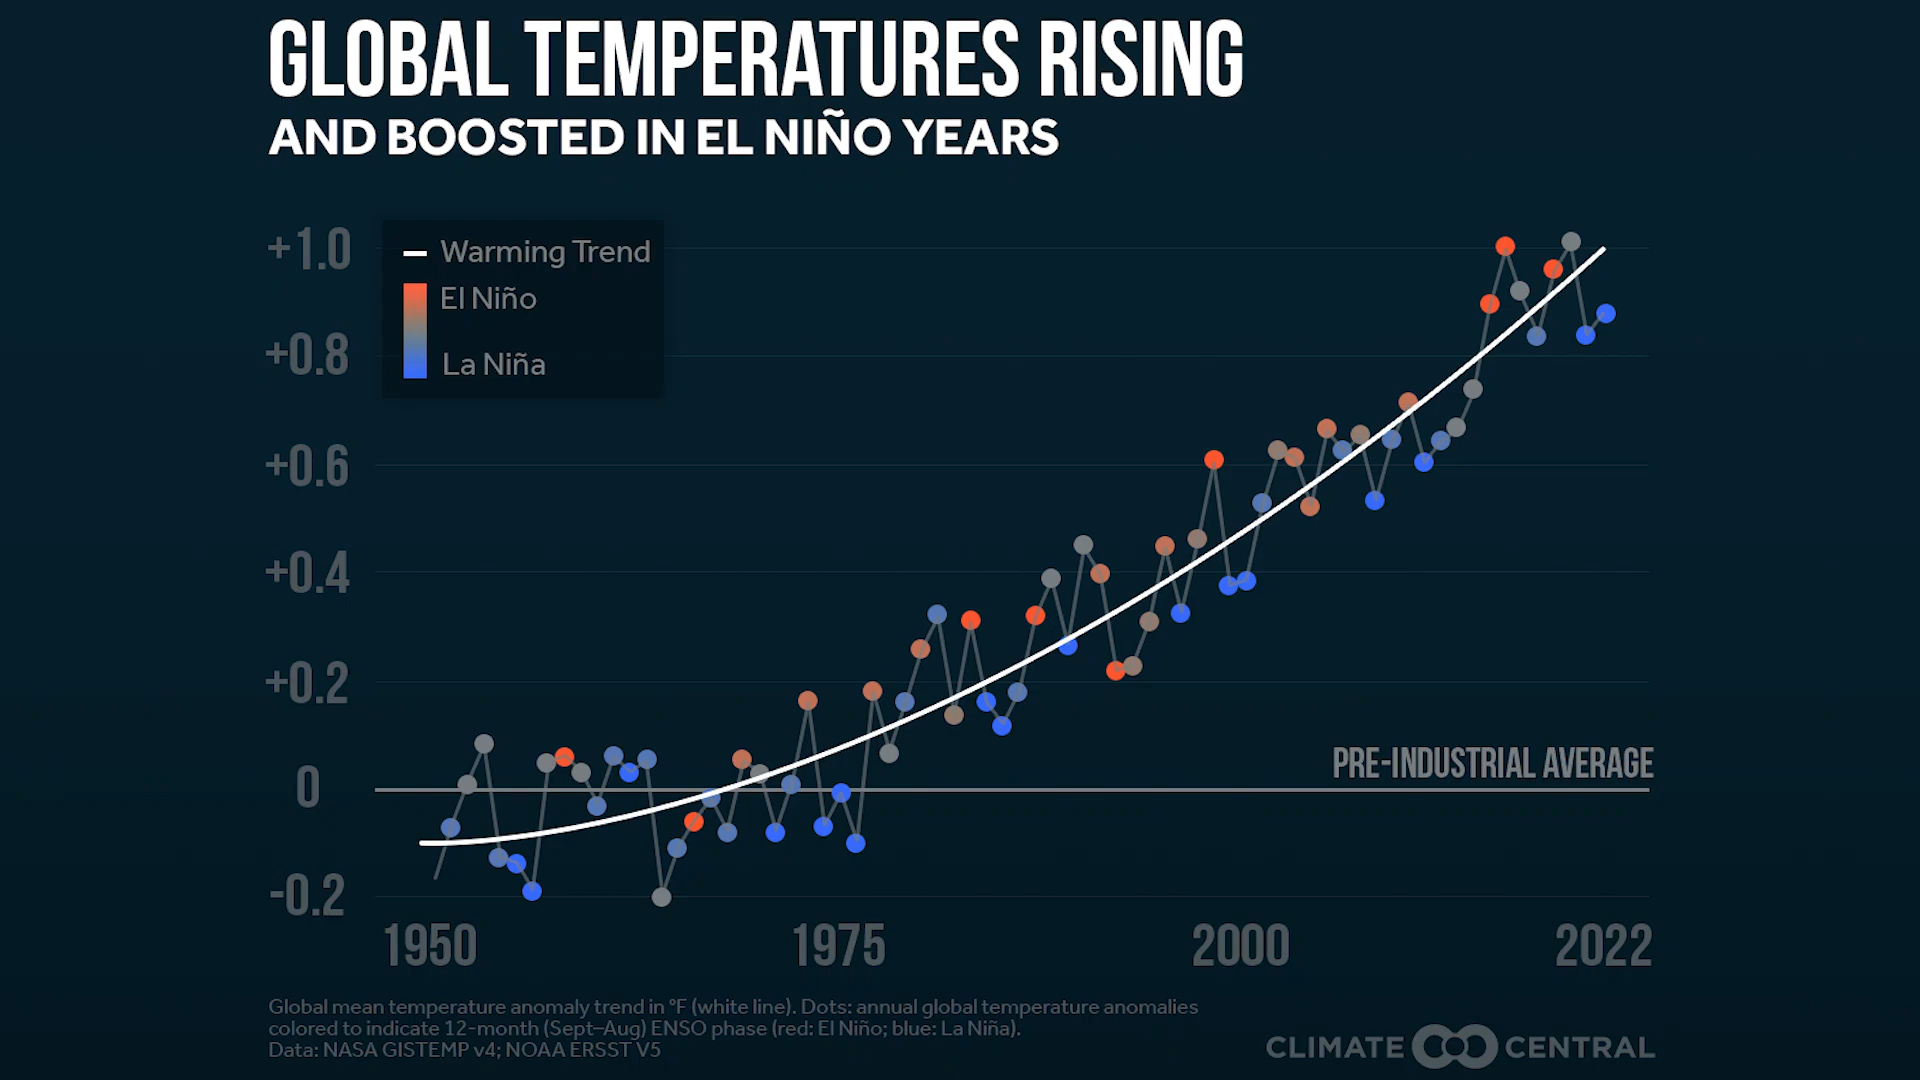 GLOBAL TEMPERATURES RISING
AND BOOSTED IN EL NIÑO YEARS
+1.0
+0.8
+0.6
+0.4
+0.2
0
-0.2
Warming Trend
El Niño
La Niña
PRE-INDUSTRIAL AVERAGE
1950 1975 2000 2022
Global mean temperature anomaly trend in °F (white line). Dots: annual global temperature anomalies
colored to indicate 12-month (Sept–Aug) ENSO phase (red: El Niño; blue: La Niña).
Data: NASA GISTEMP v4; NOAA ERSST V5
CLIMATE CENTRAL